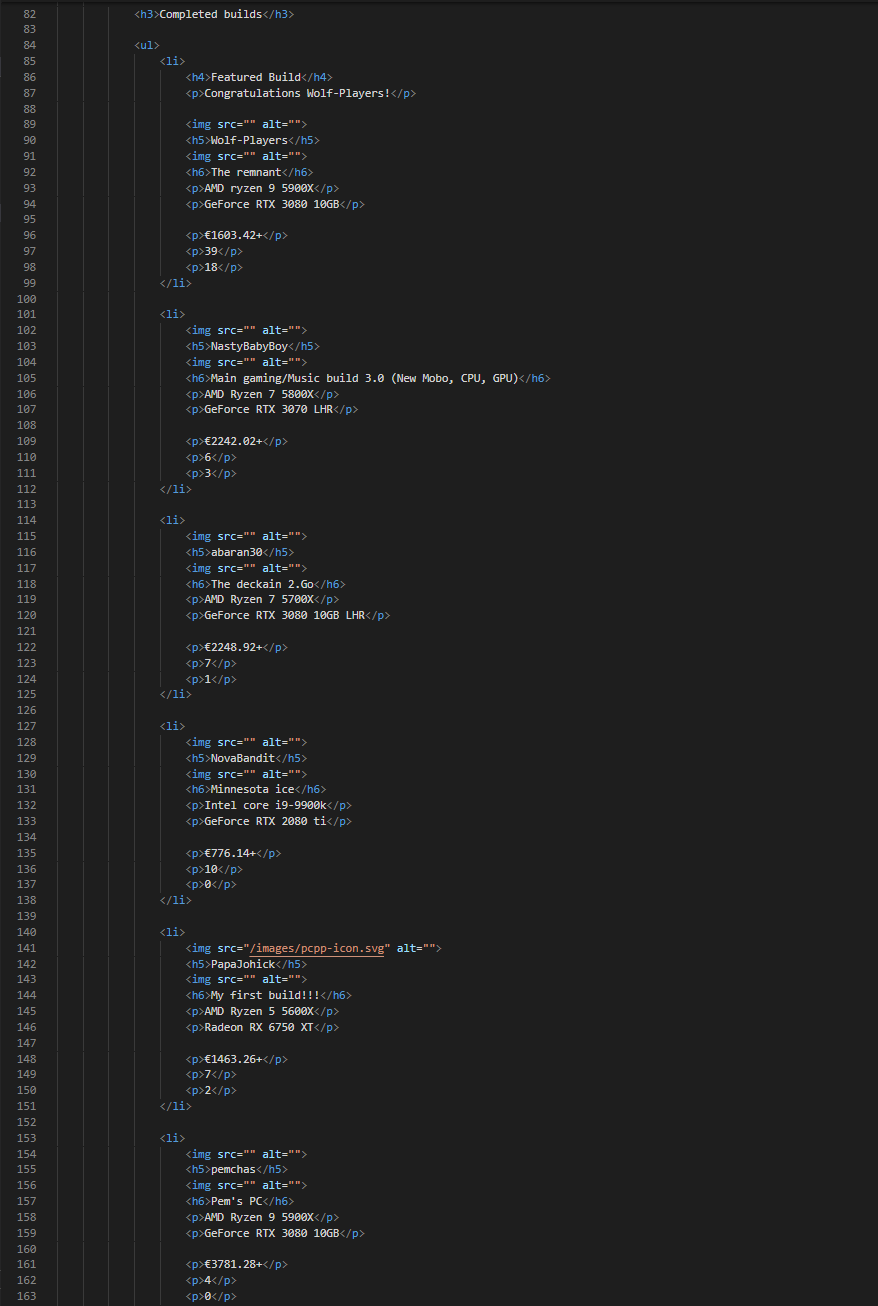 82 <h3>Completed builds</h3>
83
84 <ul>
85 <li>
86 <h4>Featured Build</h4>
87 <p>Congratulations Wolf-Players!</p>
88
89 <img src="" alt="">
90 <h5>Wolf-Players</h5>
91 <img src="" alt="">
92 <h6>The remnant</h6>
93 <p>AMD ryzen 9 5900X</p>
94 <p>GeForce RTX 3080 10GB</p>
95
96 <p>€1603.42+</p>
97 <p>39</p>
98 <p>18</p>
99 </li>
100
101 <li>
102 <img src="" alt="">
103 <h5>NastyBabyBoy</h5>
104 <img src="" alt="">
105 <h6>Main gaming/Music build 3.0 (New Mobo, CPU, GPU)</h6>
106 <p>AMD Ryzen 7 5800X</p>
107 <p>GeForce RTX 3070 LHR</p>
108
109 <p>€2242.02+</p>
110 <p>6</p>
111 <p>3</p>
112 </li>
113
114 <li>
115 <img src="" alt="">
116 <h5>abaran30</h5>
117 <img src="" alt="">
118 <h6>The deckain 2.Go</h6>
119 <p>AMD Ryzen 7 5700X</p>
120 <p>GeForce RTX 3080 10GB LHR</p>
121
122 <p>€2248.92+</p>
123 <p>7</p>
124 <p>1</p>
125 </li>
126
127 <li>
128 <img src="" alt="">
129 <h5>NovaBandit</h5>
130 <img src="" alt="">
131 <h6>Minnesota ice</h6>
132 <p>Intel core i9-9900k</p>
133 <p>GeForce RTX 2080 ti</p>
134
135 <p>€776.14+</p>
136 <p>10</p>
137 <p>0</p>
138 </li>
139
140 <li>
141 <img src="/images/pcpp-icon.svg" alt="">
142 <h5>PapaJohick</h5>
143 <img src="" alt="">
144 <h6>My first build!!!</h6>
145 <p>AMD Ryzen 5 5600X</p>
146 <p>Radeon RX 6750 XT</p>
147
148 <p>€1463.26+</p>
149 <p>7</p>
150 <p>2</p>
151 </li>
152
153 <li>
154 <img src="" alt="">
155 <h5>pemchas</h5>
156 <img src="" alt="">
157 <h6>Pem's PC</h6>
158 <p>AMD Ryzen 9 5900X</p>
159 <p>GeForce RTX 3080 10GB</p>
160
161 <p>€3781.28+</p>
162 <p>4</p>
163 <p>0</p>